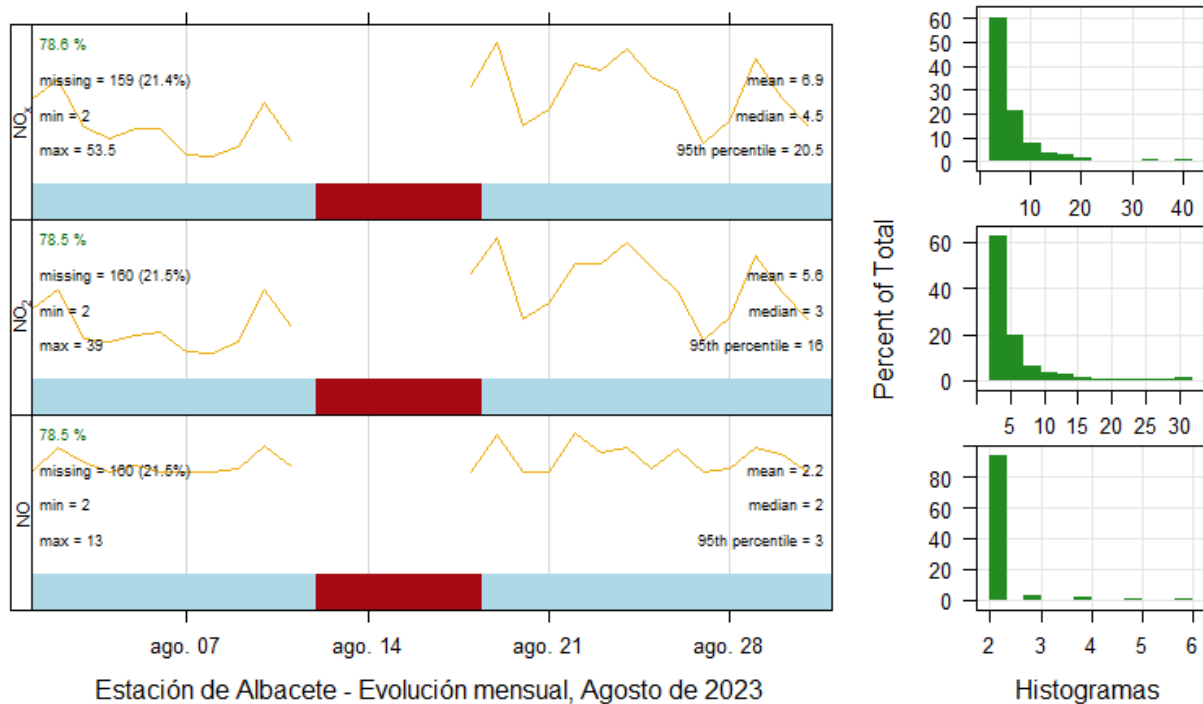 NOx
78.6 %
missing = 159 (21.4%)
min = 2
max = 53.5
mean = 6.9
median = 4.5
95th percentile = 20.5
NO2
78.5 %
missing = 160 (21.5%)
min = 2
max = 39
mean = 5.6
median = 3
95th percentile = 16
NO
78.5 %
missing = 160 (21.5%)
min = 2
max = 13
mean = 2.2
median = 2
95th percentile = 3
ago. 07 ago. 14 ago. 21 ago. 28
Estación de Albacete - Evolución mensual, Agosto de 2023
Percent of Total
60
50
40
30
20
10
0
10 20 30 40
60
40
20
0
5 10 15 20 25 30
80
60
40
20
0
2 3 4 5 6
Histogramas